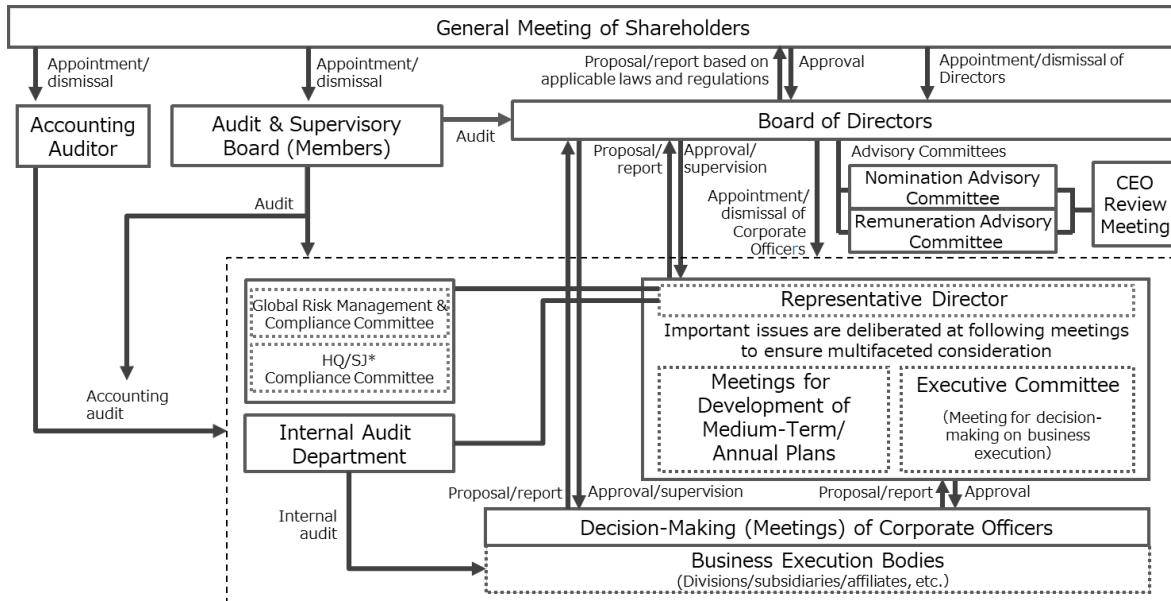 General Meeting of Shareholders
Appointment/
dismissal
Appointment/
dismissal
Proposal/report based on
applicable laws and regulations
Approval
Appointment/dismissal of
Directors
Accounting
Auditor
Audit & Supervisory
Board (Members)
Audit
Board of Directors
Proposal/
report
Approval/
supervision
Advisory Committees
Nomination Advisory
Committee
Remuneration Advisory
Committee
CEO
Review
Meeting
Appointment/
dismissal of
Corporate
Officers
Audit
Global Risk Management &
Compliance Committee
HQ/SJ*
Compliance Committee
Representative Director
Important issues are deliberated at following meetings
to ensure multifaceted consideration
Meetings for
Development of
Medium-Term/
Annual Plans
Executive Committee
(Meeting for decision-
making on business
execution)
Accounting
audit
Internal Audit
Department
Proposal/report
Approval/supervision
Proposal/report
Approval
Internal
audit
Decision-Making (Meetings) of Corporate Officers
Business Execution Bodies
(Divisions/subsidiaries/affiliates, etc.)